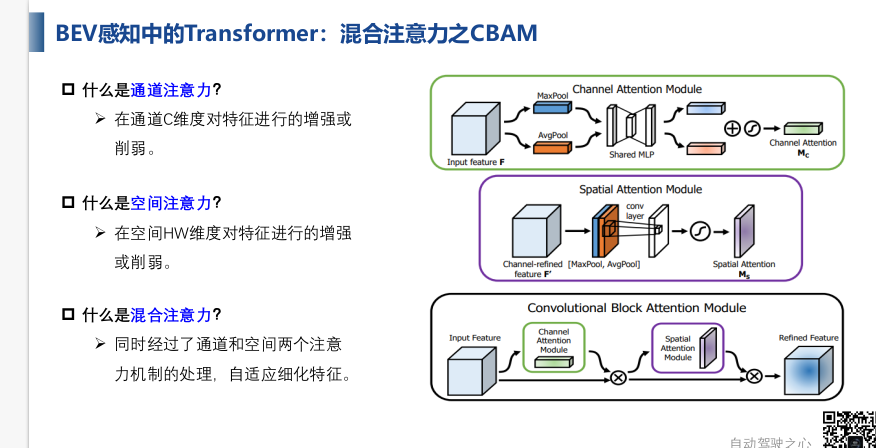 BEV感知中的Transformer：混合注意力之CBAM
什么是通道注意力?
在通道C维度对特征进行的增强或
削弱。
什么是空间注意力?
在空间HW维度对特征进行的增强
或削弱。
什么是混合注意力?
同时经过了通道和空间两个注意
力机制的处理，自适应细化特征。
Channel Attention Module
MaxPool
AvgPool
Input feature F
Shared MLP
Channel Attention
Mc
Spatial Attention Module
conv
layer
Channel-refined
feature F’
[MaxPool, AvgPool]
Spatial Attention
Ms
Convolutional Block Attention Module
Input Feature
Channel
Attention
Module
Spatial
Attention
Module
Refined Feature
自动驾驶之心